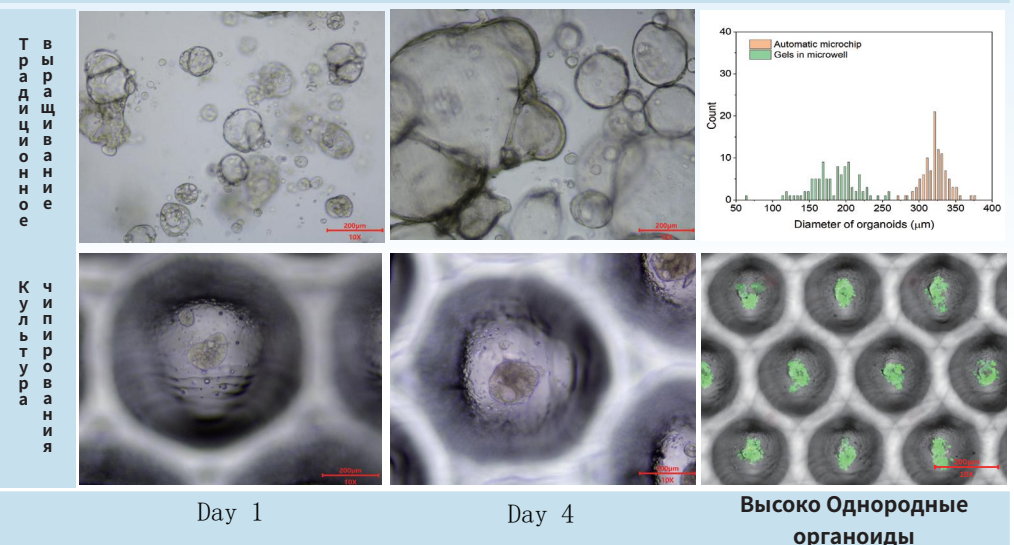 Традиционное
выращивание
200μm
10X
200μm
10X
40
30
20
10
0
Count
Automatic microchip
Gels in microwell
50
100
150
200
250
300
350
400
Diameter of organoids (μm)
Культура
чипирования
200μm
10X
200μm
10X
10X
Day 1
Day 4
Высоко Однородные
органоиды